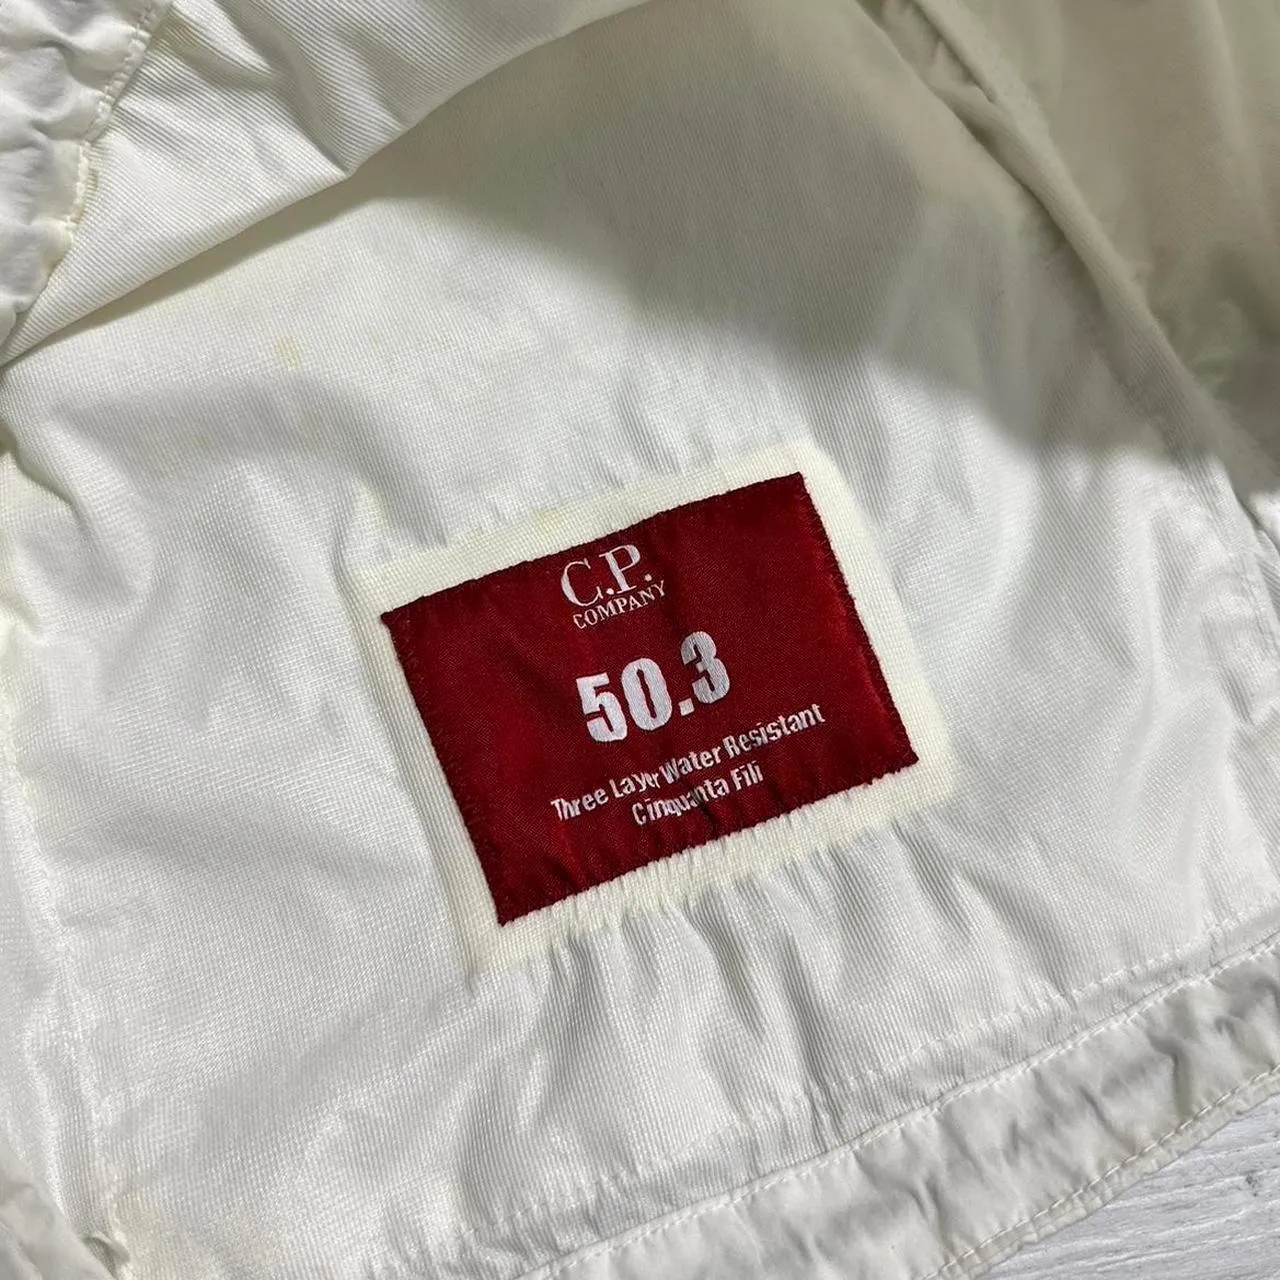 C.P.
COMPANY
50.3
Three Layer Water Resistant
Cinquanta Fili